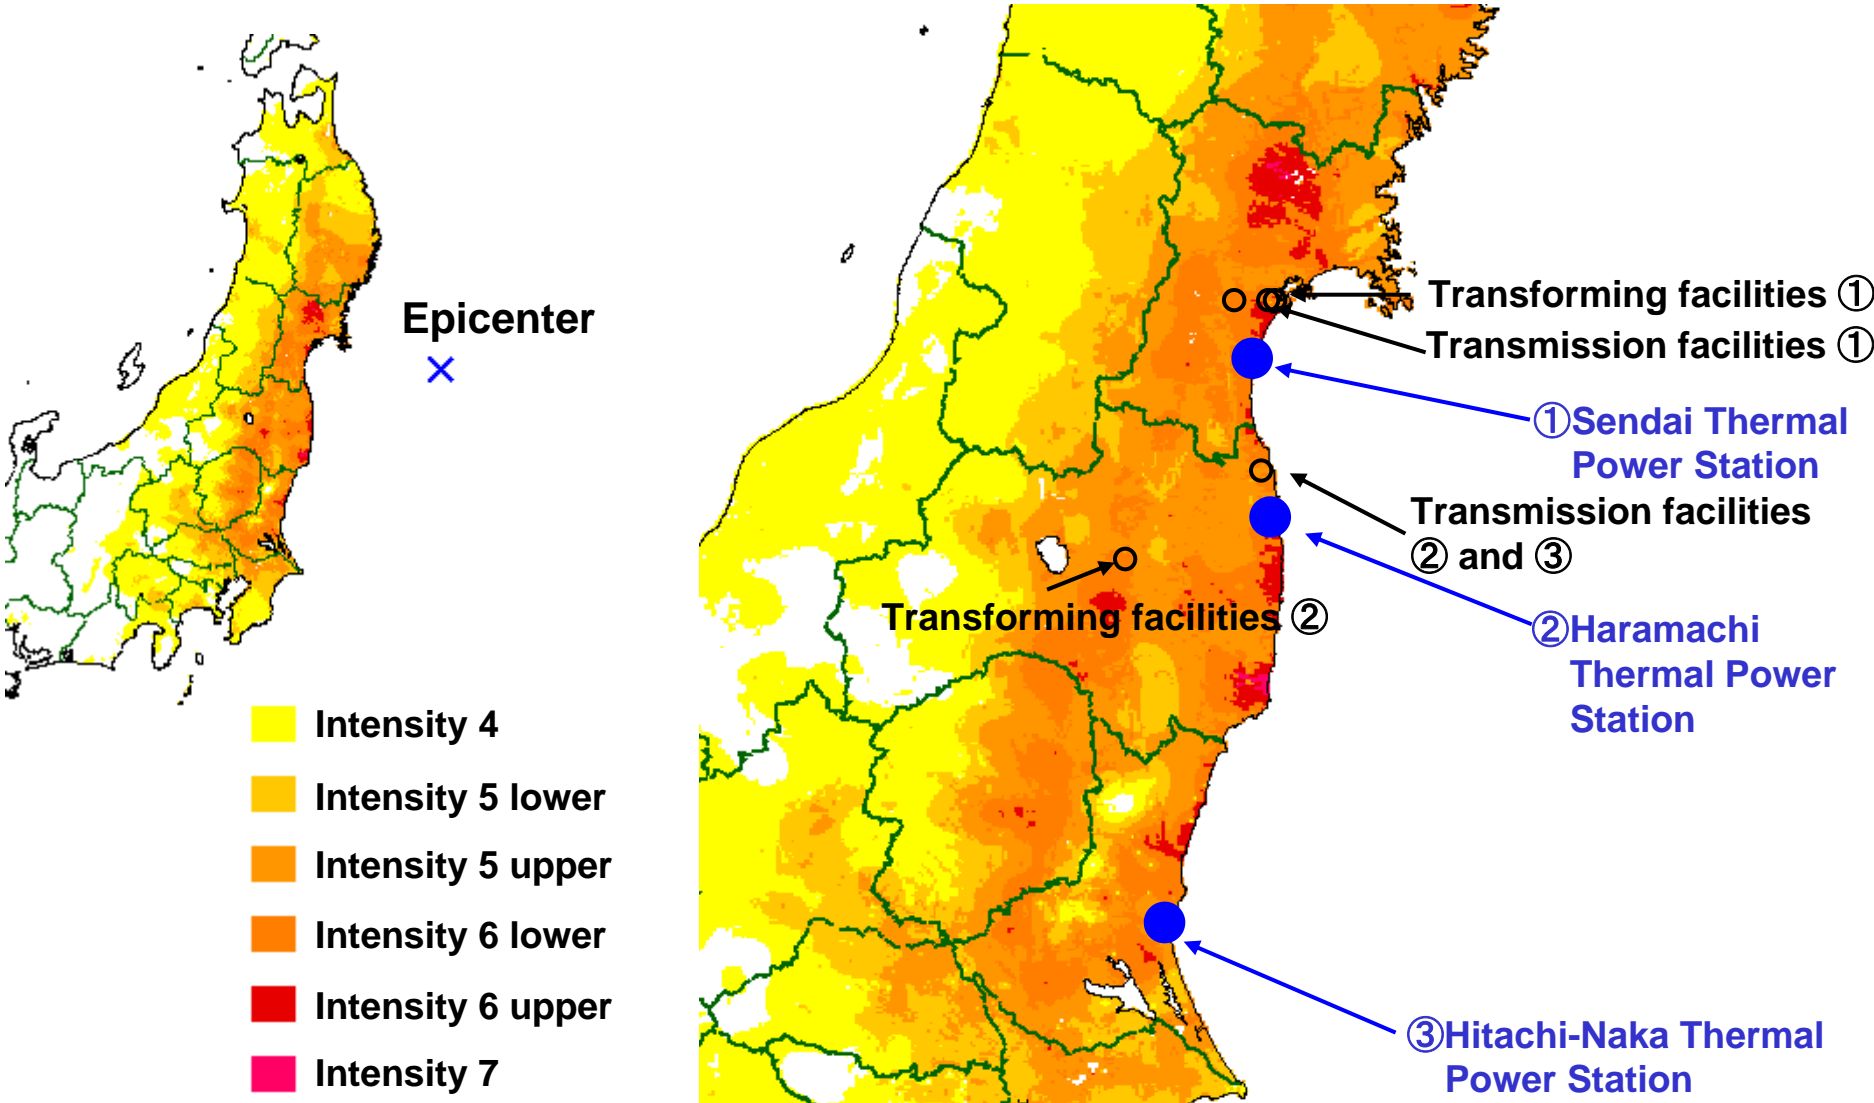 Epicenter
Intensity 4
Intensity 5 lower
Intensity 5 upper
Intensity 6 lower
Intensity 6 upper
Intensity 7
Transforming facilities ①
Transmission facilities ①
①Sendai Thermal
Power Station
Transmission facilities
② and ③
Transforming facilities ②
②Haramachi
Thermal Power
Station
③Hitachi-Naka Thermal
Power Station